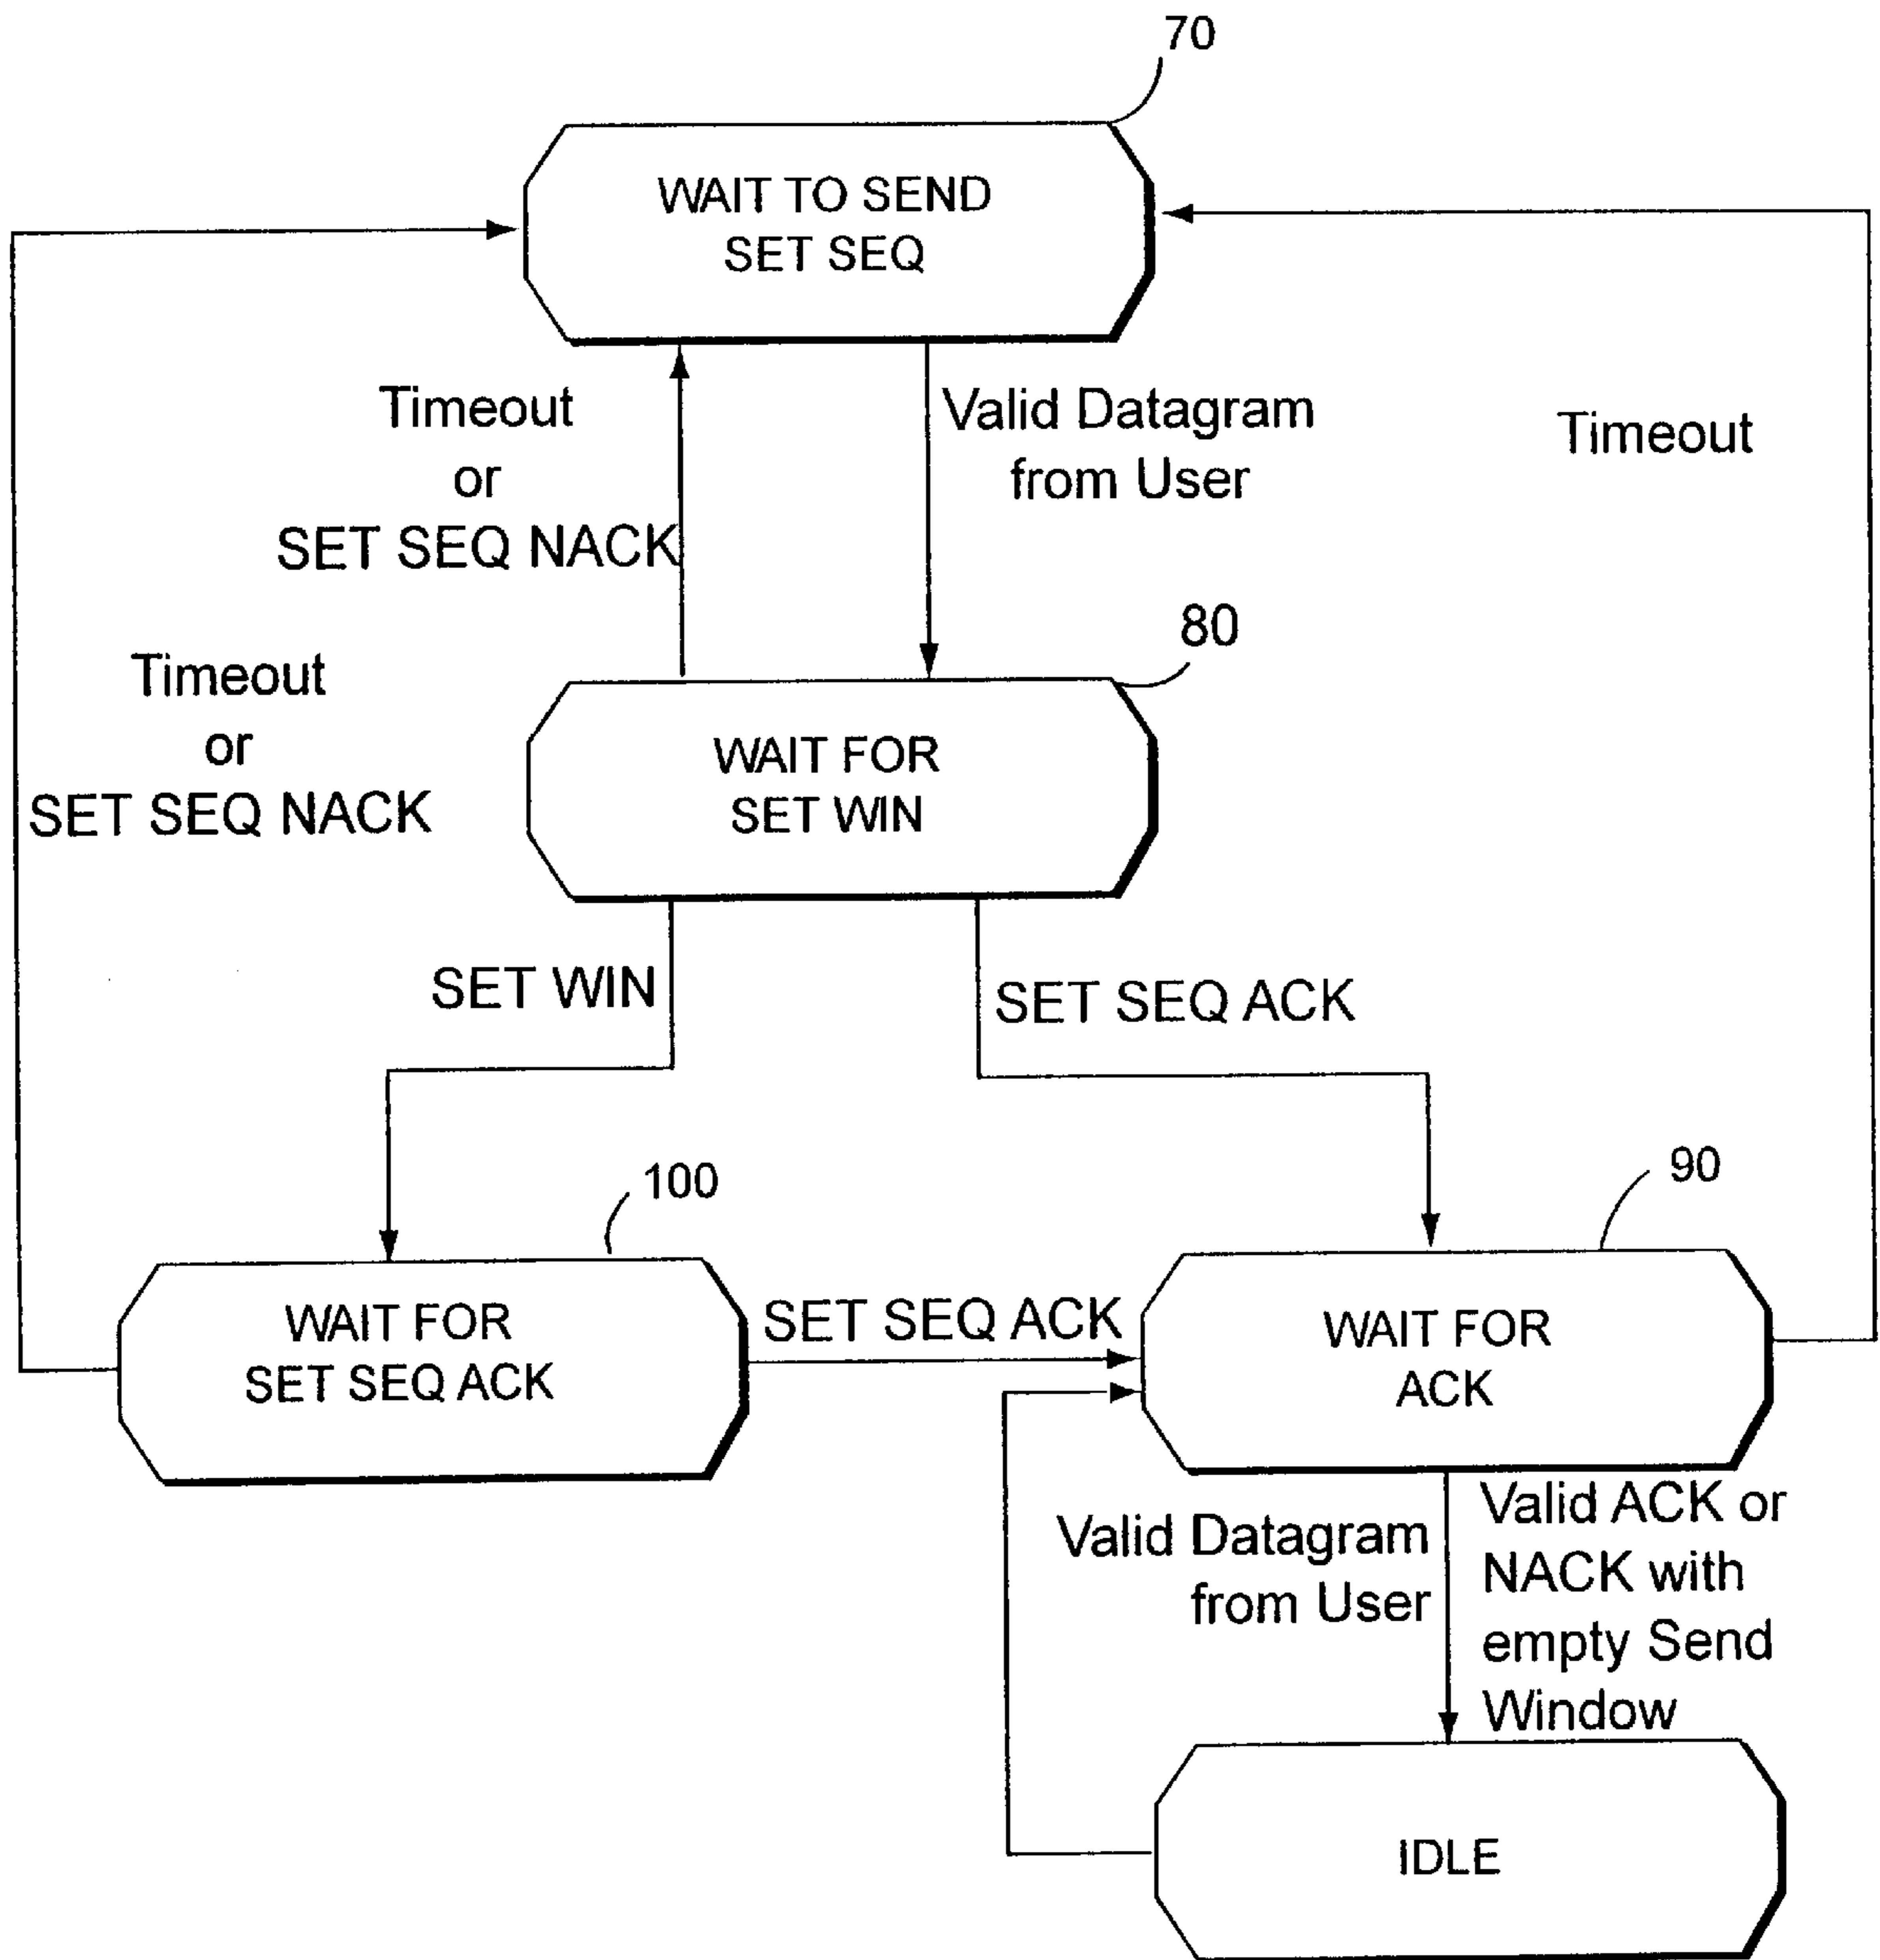 70
WAIT TO SEND
SET SEQ
Timeout
or
SET SEQ NACK
Valid Datagram
from User
Timeout
80
Timeout
or
SET SEQ NACK
WAIT FOR
SET WIN
SET WIN
SET SEQ ACK
100
90
WAIT FOR
SET SEQ ACK
SET SEQ ACK
WAIT FOR
ACK
Valid Datagram
from User
Valid ACK or
NACK with
empty Send
Window
IDLE